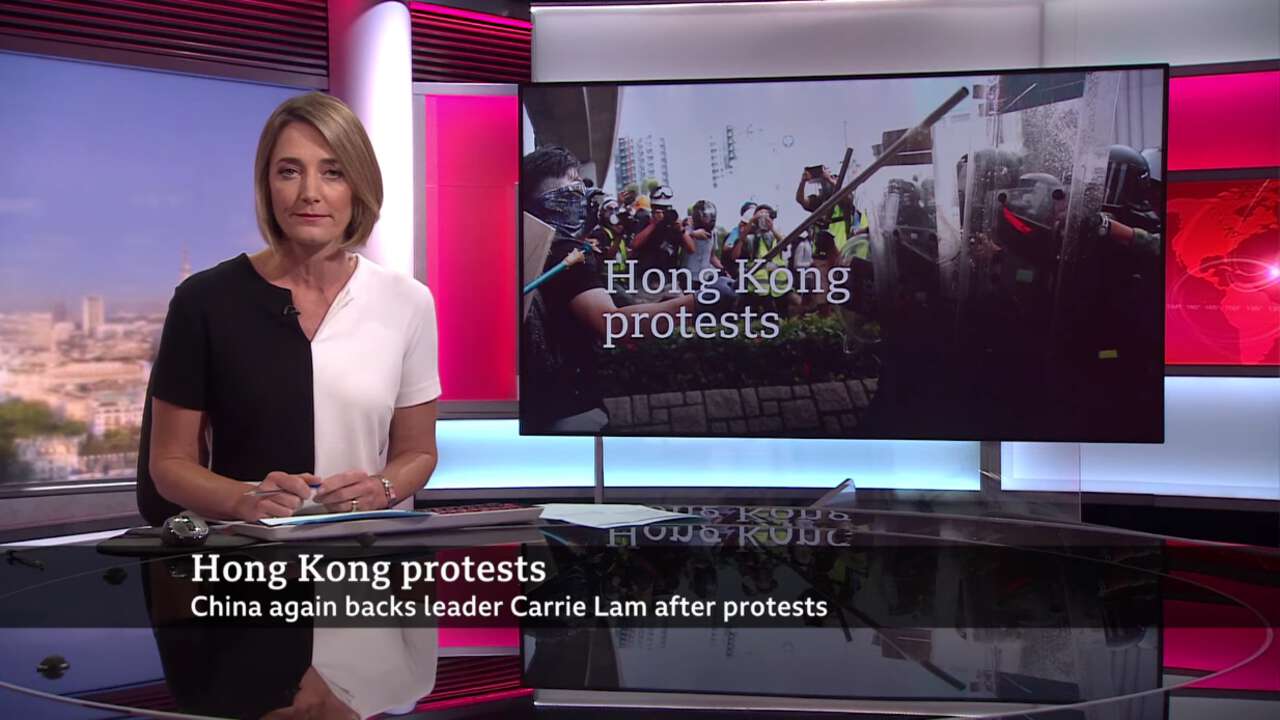 Hong Kong
protests
Hong Kong protests
China again backs leader Carrie Lam after protests